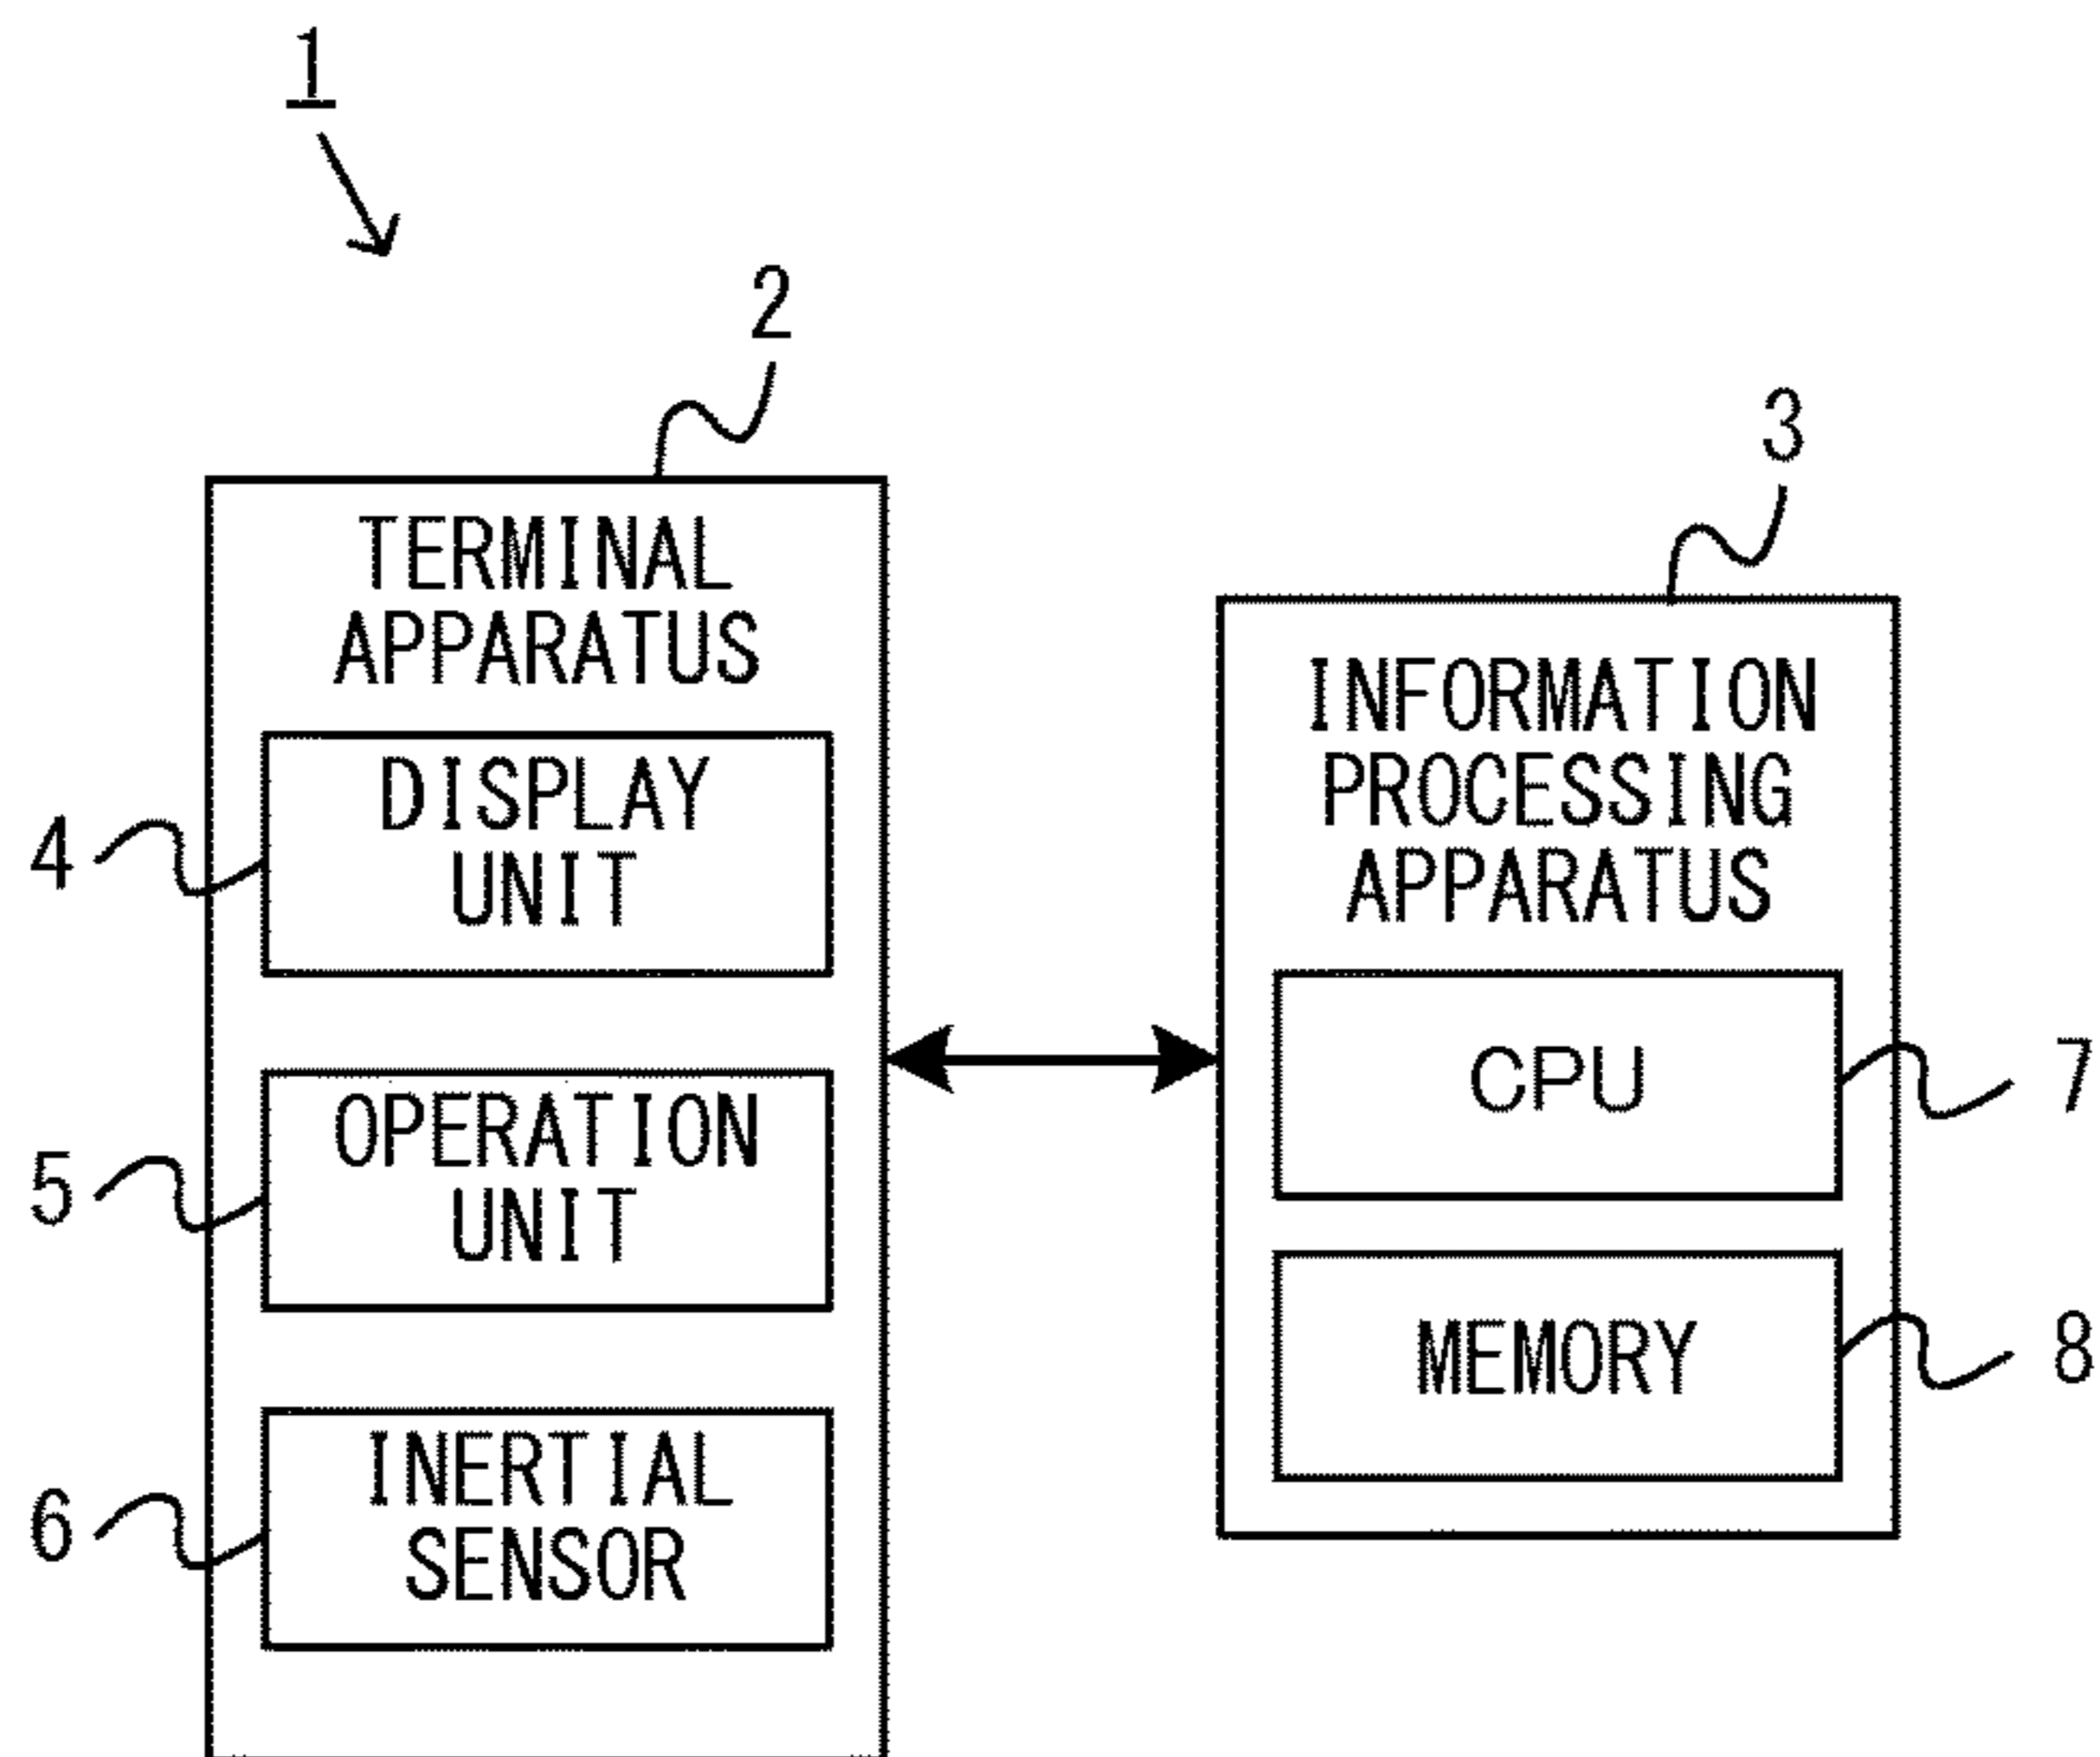 1
2
TERMINAL
APPARATUS
4
DISPLAY
UNIT
5
OPERATION
UNIT
6
INERTIAL
SENSOR
3
INFORMATION
PROCESSING
APPARATUS
CPU
7
MEMORY
8